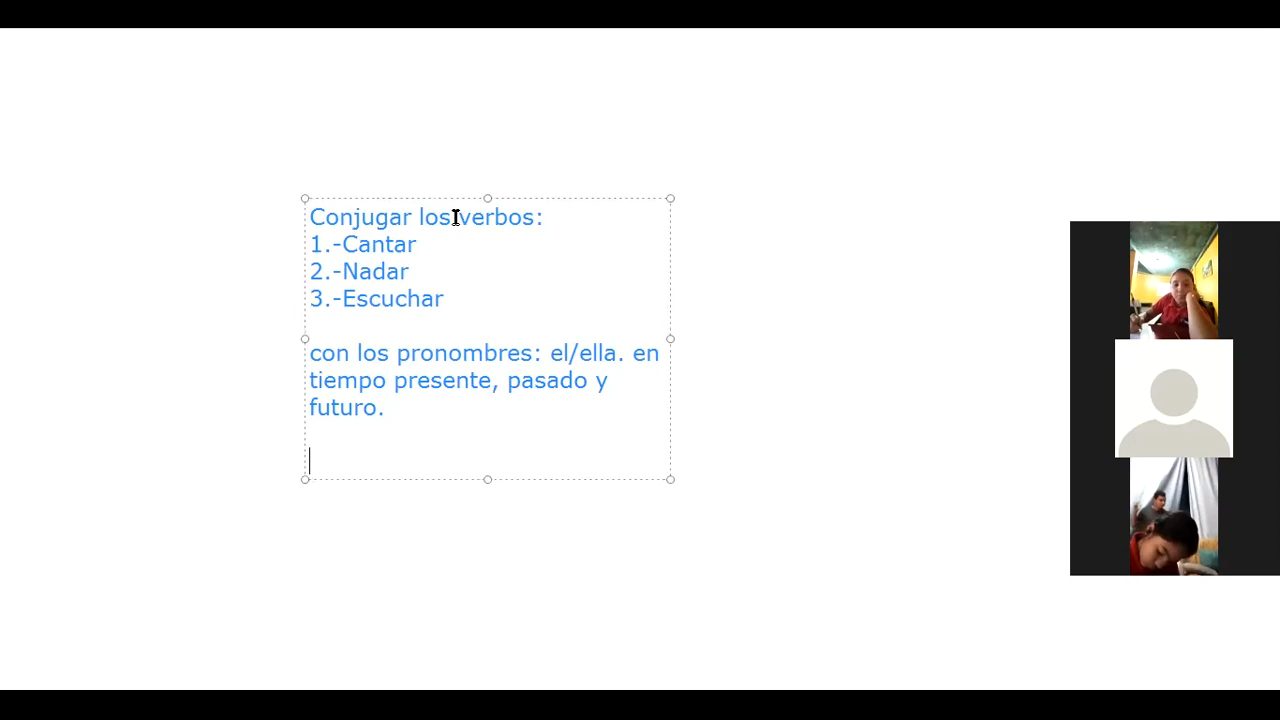 Conjugar los verbos:
1.-Cantar
2.-Nadar
3.-Escuchar
con los pronombres: el/ella. en
tiempo presente, pasado y
futuro.